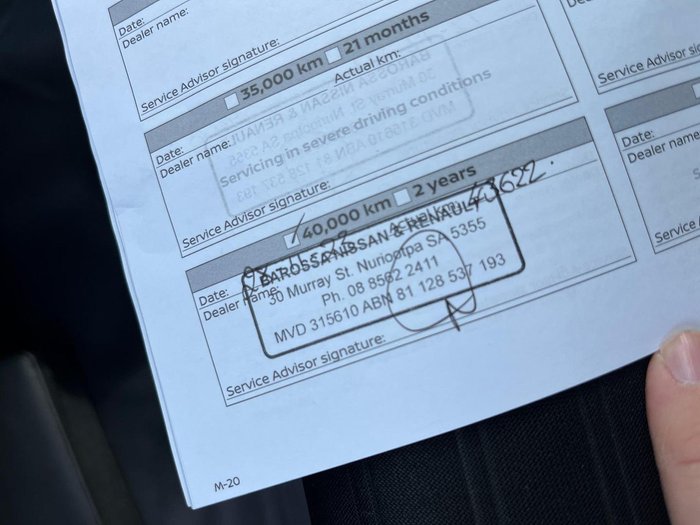 Date:
Dealer name:
Service Advisor signature:
35,000 km 21 months
Date:
Actual km:
Dealer name:
Servicing in severe driving conditions
Service Advisor signature:
40,000 km 2 years
Date:
43622.
Dealer name:
BAROSSA NISSAN & RENAULT
30 Murray St. Nuriootpa SA 5355
Ph. 08 8562 2411
MVD 315610 ABN 81 128 537 193
Service Advisor signature:
M-20
Service Advisor
Date:
Dealer name
Service